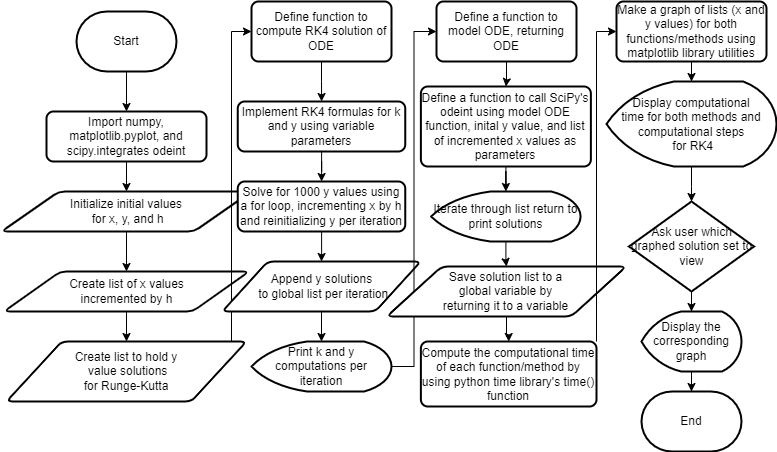 Start
Import numpy,
matplotlib.pyplot, and
scipy.integrates odeint
Initialize initial values
for x, y, and h
Create list of x values
incremented by h
Create list to hold y
value solutions
for Runge-Kutta
Define function to
compute RK4 solution of
ODE
Implement RK4 formulas for k
and y using variable
parameters
Solve for 1000 y values using
a for loop, incrementing x by h
and reinitializing y per iteration
Append y solutions
to global list per iteration
Print k and y
computations per
iteration
Define a function to
model ODE, returning
ODE
Define a function to call SciPy's
odeint using model ODE
function, inital y value, and list
of incremented x values as
parameters
Iterate through list return to
print solutions
Save solution list to a
global variable by
returning it to a variable
Compute the computational time
of each function/method by
using python time library's time()
function
Make a graph of lists (x and
y values) for both
functions/methods using
matplotlib library utilities
Display computational
time for both methods and
computational steps
for RK4
Ask user which
graphed solution set to
view
Display the
corresponding
graph
End